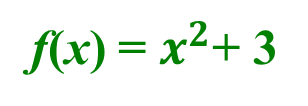 f(x) = x²+ 3